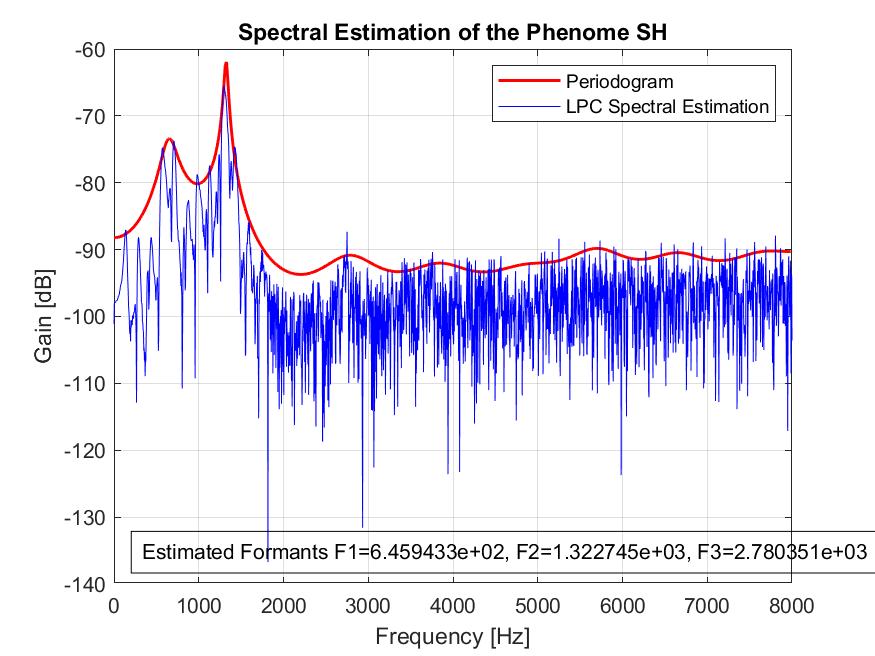 Spectral Estimation of the Phenome SH
Periodogram
LPC Spectral Estimation
Gain [dB]
-60
-70
-80
-90
-100
-110
-120
-130
-140
Estimated Formants F1=6.459433e+02, F2=1.322745e+03, F3=2.780351e+03
0 1000 2000 3000 4000 5000 6000 7000 8000
Frequency [Hz]